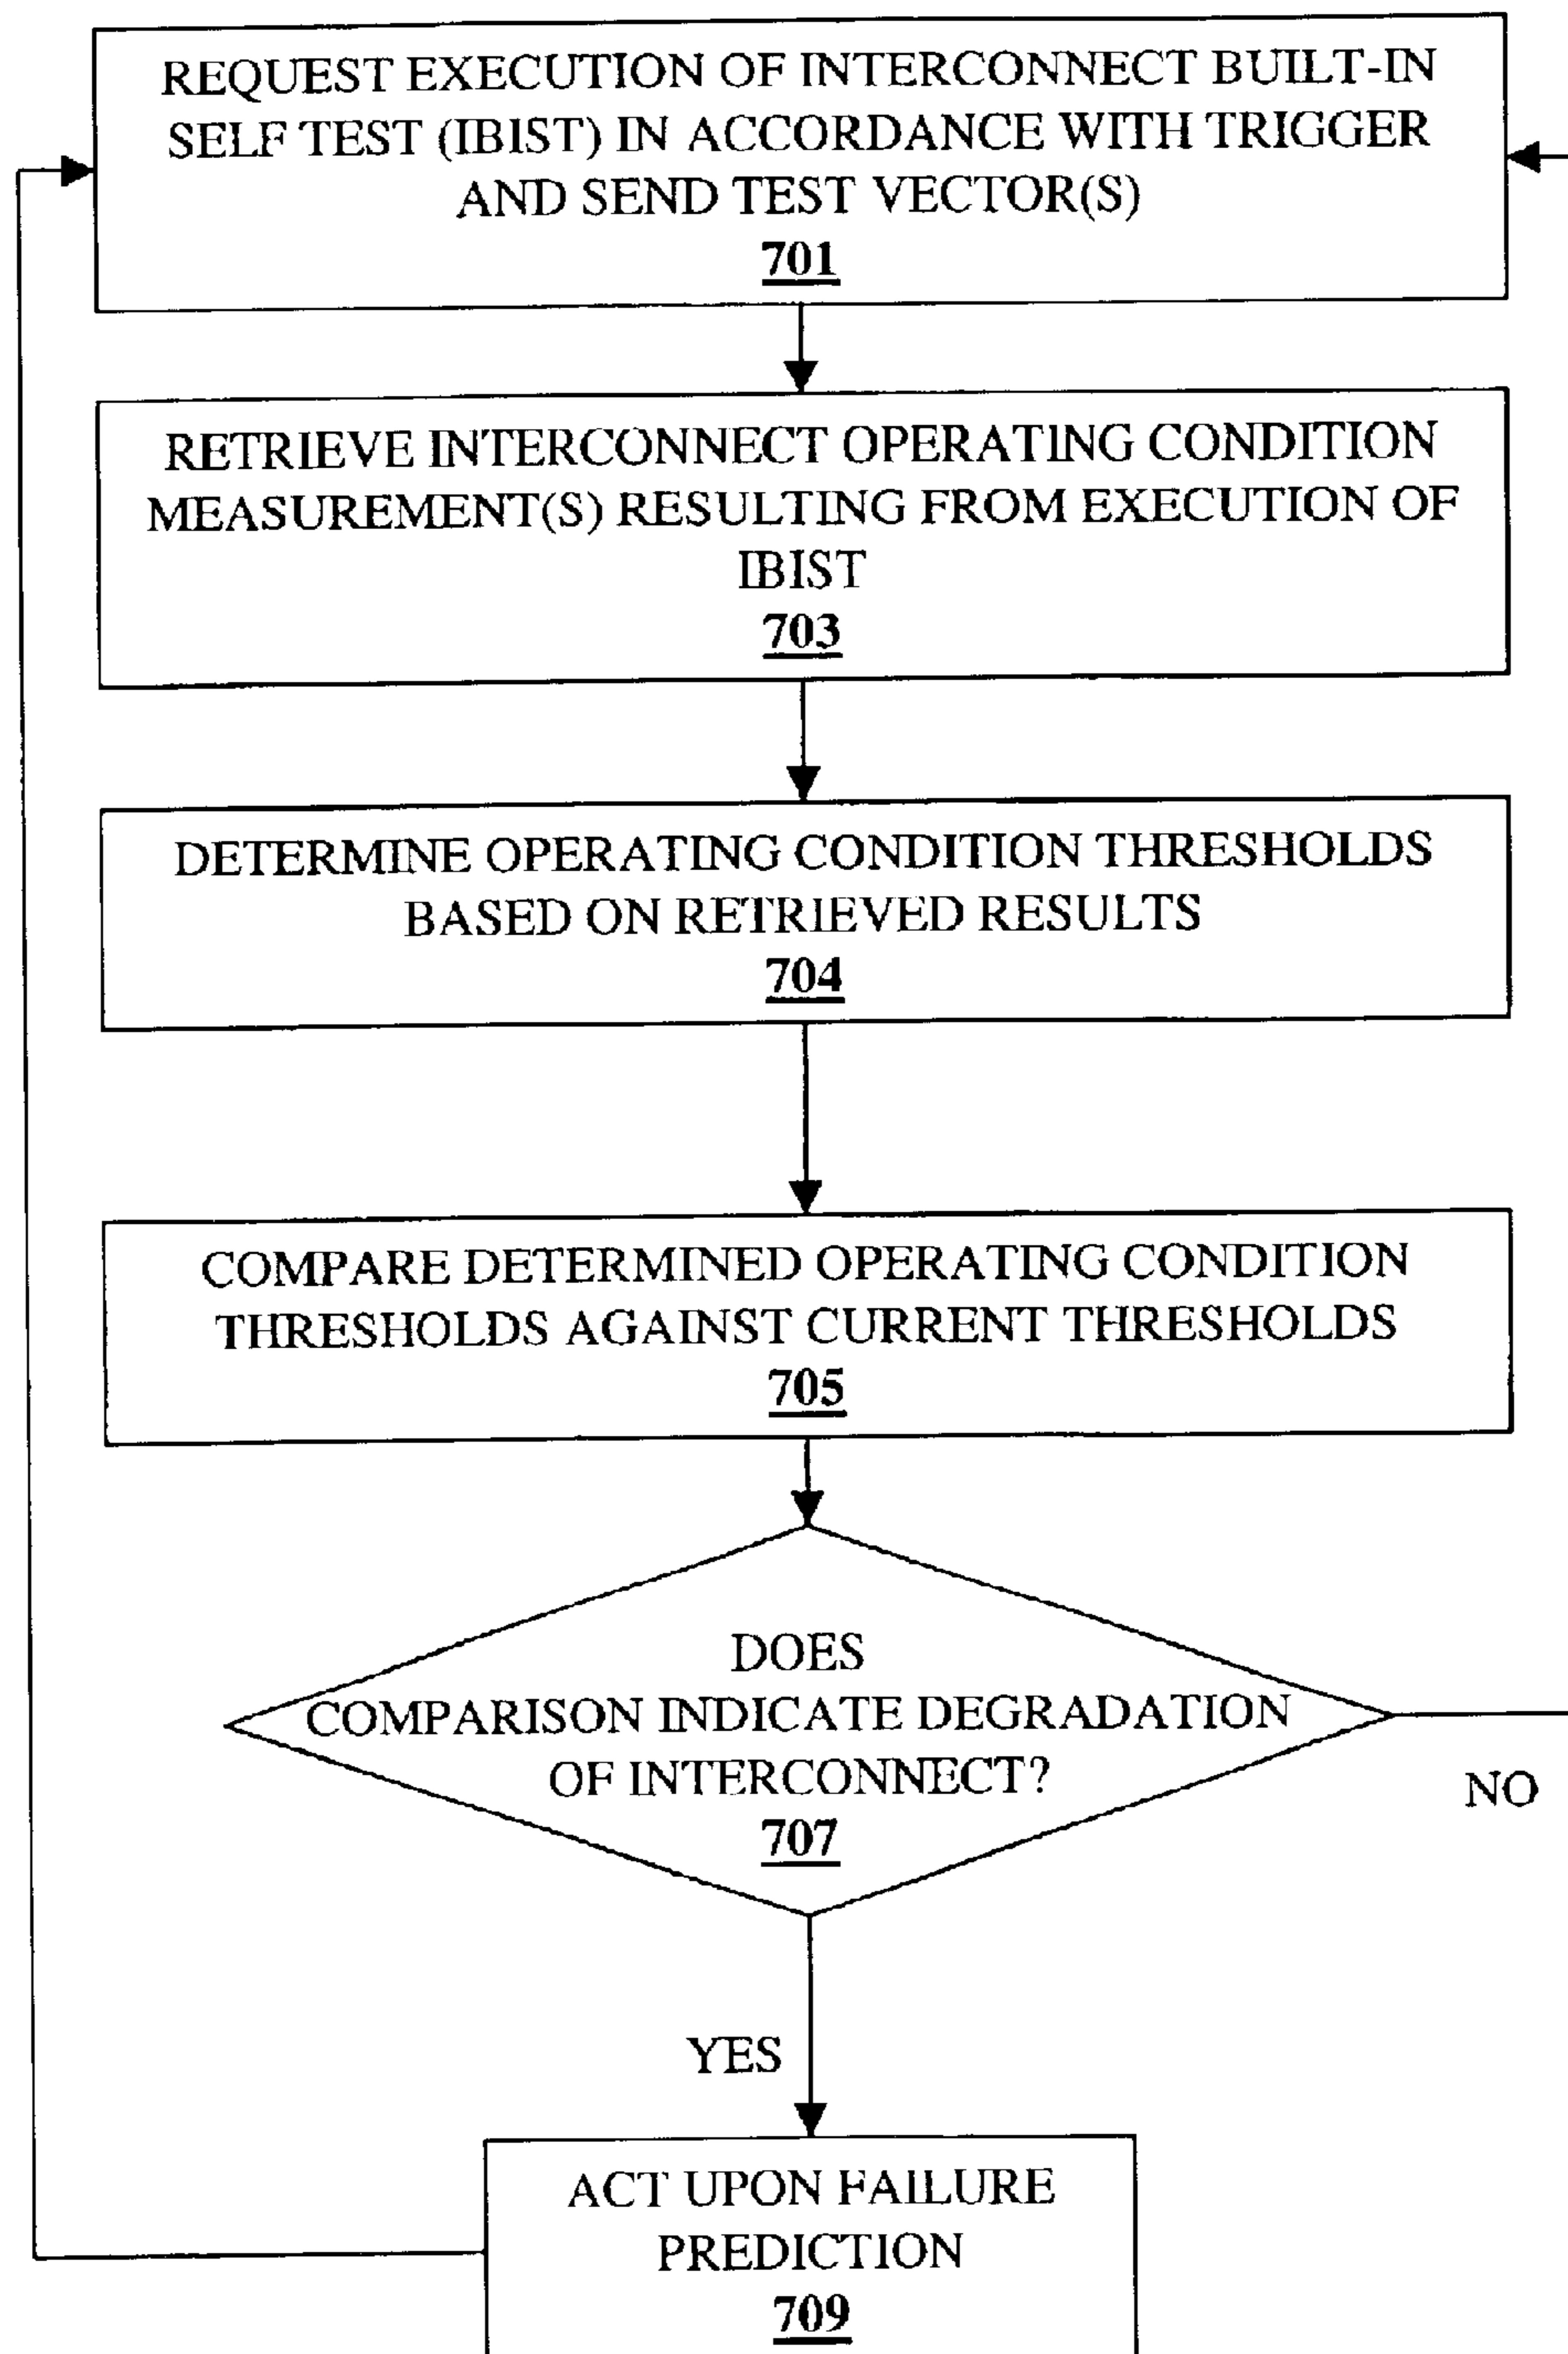 REQUEST EXECUTION OF INTERCONNECT BUILT-IN
SELF TEST (IBIST) IN ACCORDANCE WITH TRIGGER
AND SEND TEST VECTOR(S)
701
RETRIEVE INTERCONNECT OPERATING CONDITION
MEASUREMENT(S) RESULTING FROM EXECUTION OF
IBIST
703
DETERMINE OPERATING CONDITION THRESHOLDS
BASED ON RETRIEVED RESULTS
704
COMPARE DETERMINED OPERATING CONDITION
THRESHOLDS AGAINST CURRENT THRESHOLDS
705
DOES
COMPARISON INDICATE DEGRADATION
OF INTERCONNECT?
707
NO
YES
ACT UPON FAILURE
PREDICTION
709